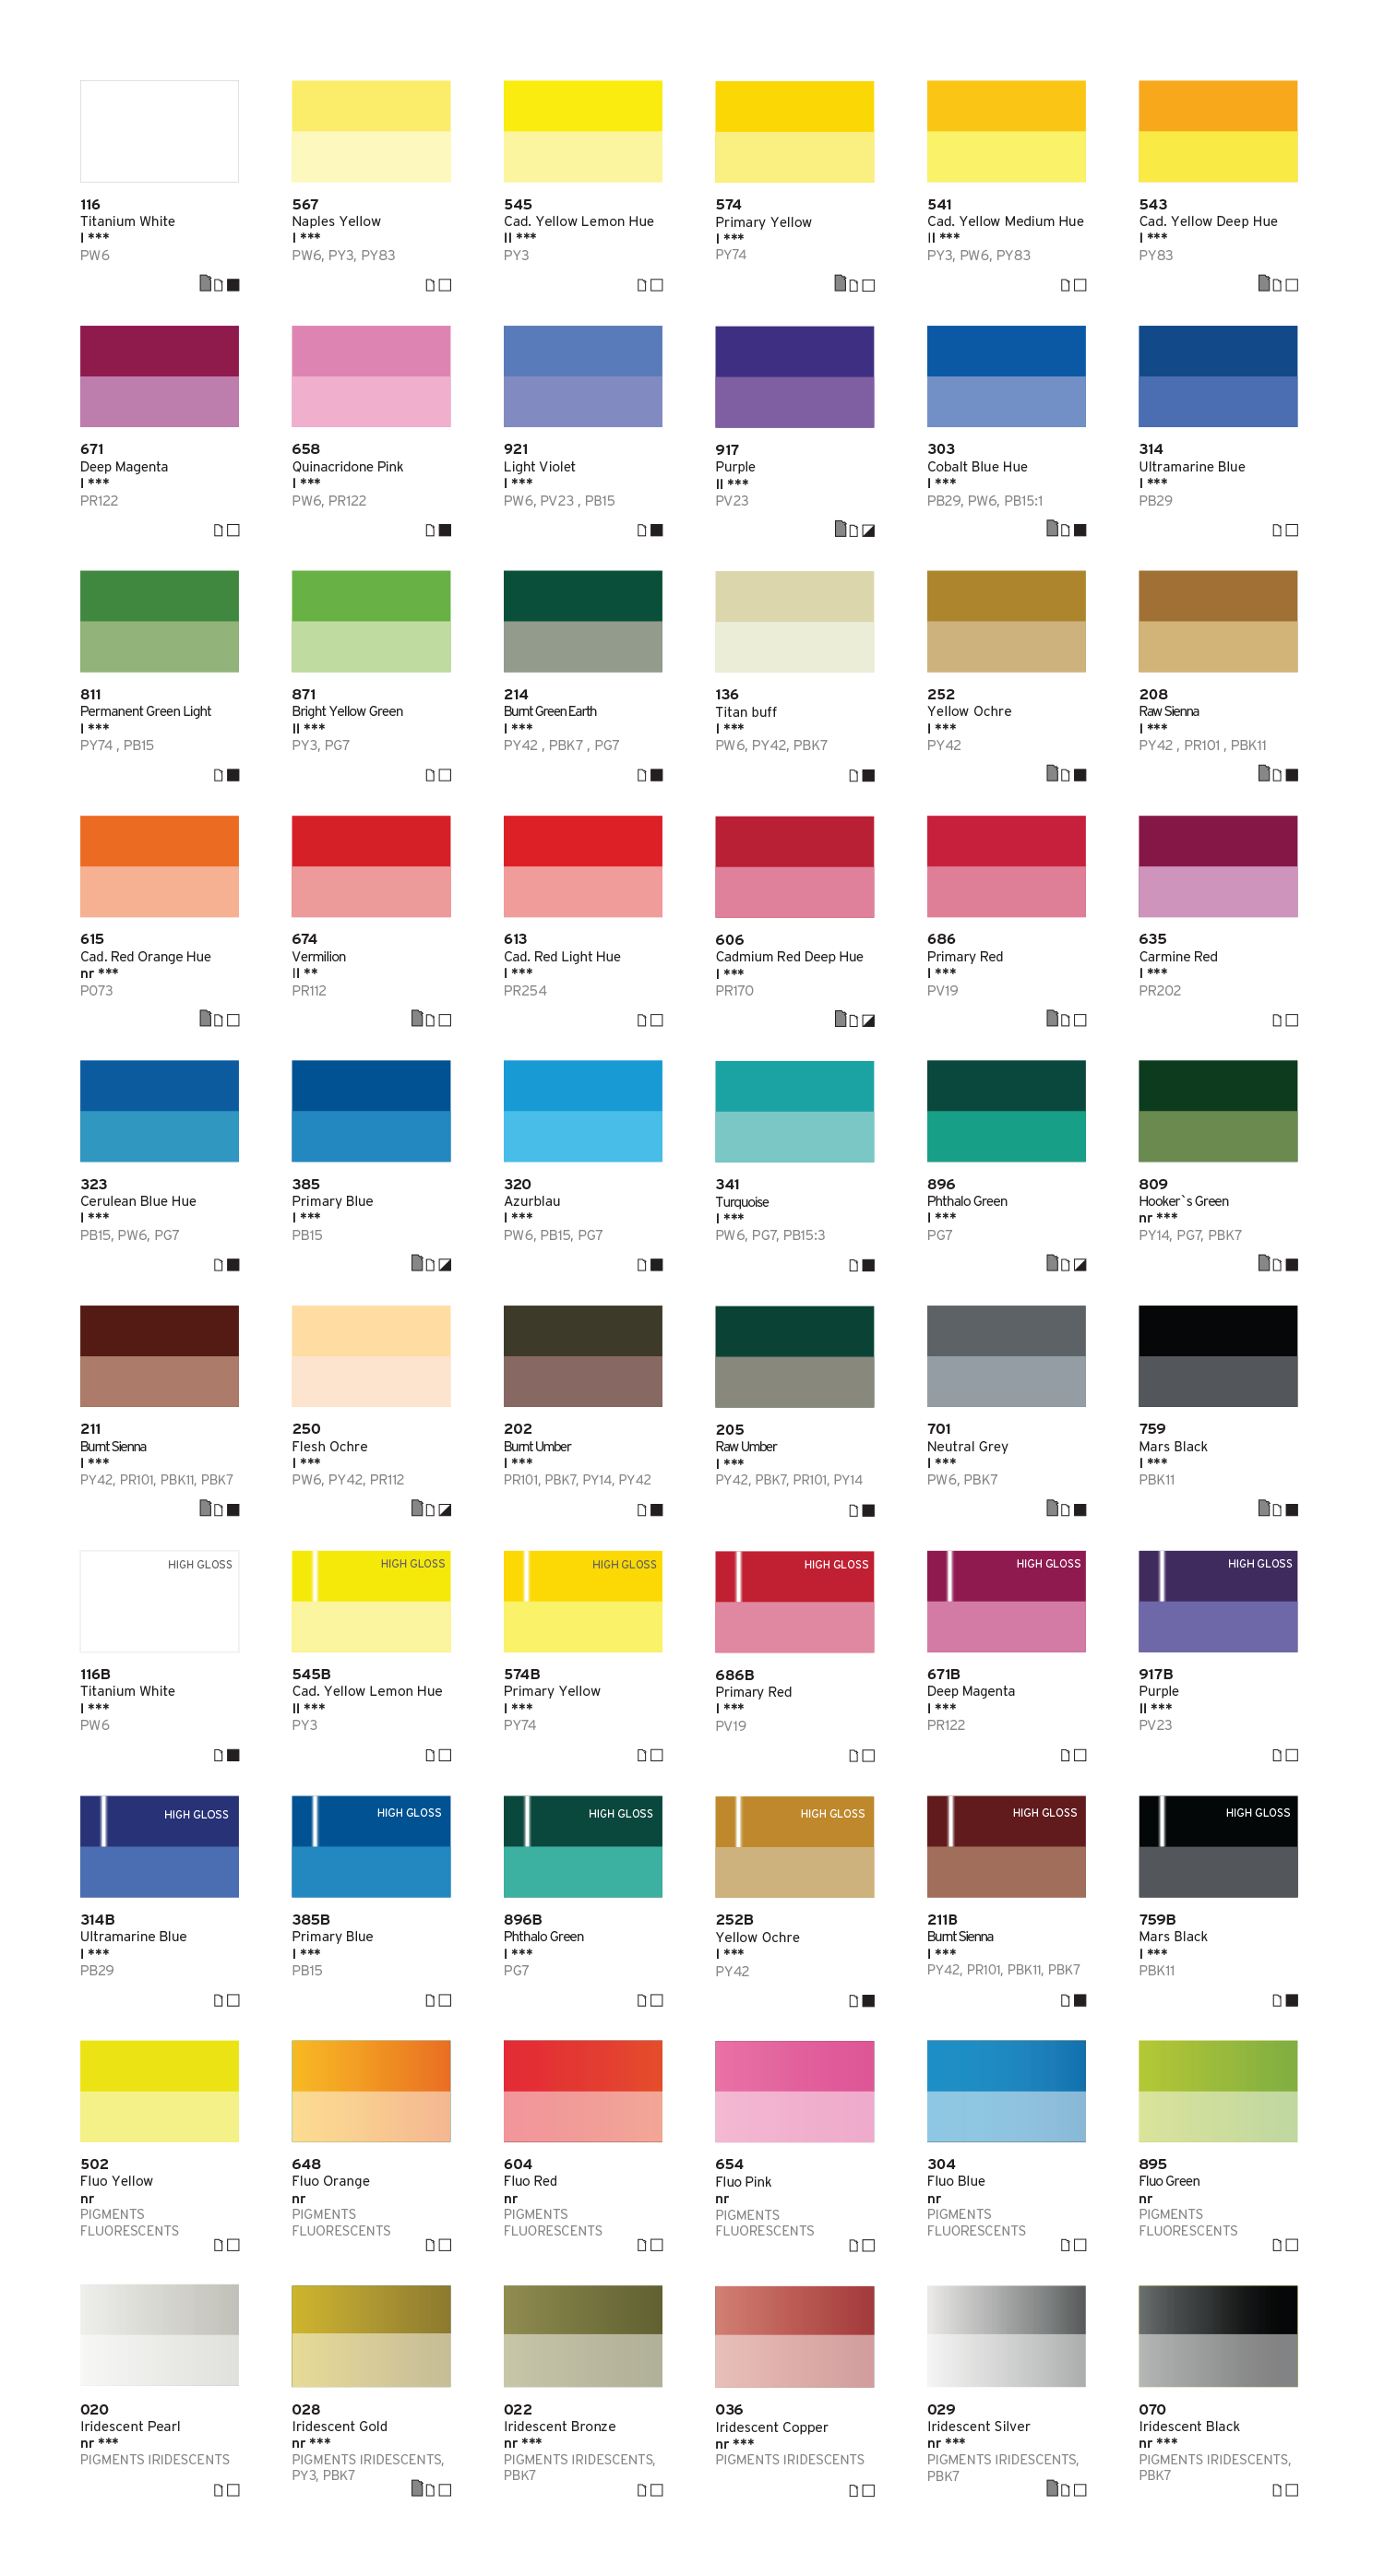 116
Titanium White
I ***
PW6
567
Naples Yellow
I ***
PW6, PY3, PY83
545
Cad. Yellow Lemon Hue
II ***
PY3
574
Primary Yellow
I ***
PY74
541
Cad. Yellow Medium Hue
II ***
PY3, PW6, PY83
543
Cad. Yellow Deep Hue
I ***
PY83
671
Deep Magenta
I ***
PR122
658
Quinacridone Pink
I ***
PW6, PR122
921
Light Violet
I ***
PW6, PV23 , PB15
917
Purple
II ***
PV23
303
Cobalt Blue Hue
I ***
PB29, PW6, PB15:1
314
Ultramarine Blue
I ***
PB29
811
Permanent Green Light
I ***
PY74 , PB15
871
Bright Yellow Green
II ***
PY3, PG7
214
Burnt Green Earth
I ***
PY42 , PBK7 , PG7
136
Titan buff
I ***
PW6, PY42, PBK7
252
Yellow Ochre
I ***
PY42
208
Raw Sienna
I ***
PY42 , PR101 , PBK11
615
Cad. Red Orange Hue
nr ***
PO73
674
Vermilion
II **
PR112
613
Cad. Red Light Hue
I ***
PR254
606
Cadmium Red Deep Hue
I ***
PR170
686
Primary Red
I ***
PV19
635
Carmine Red
I ***
PR202
323
Cerulean Blue Hue
I ***
PB15, PW6, PG7
385
Primary Blue
I ***
PB15
320
Azurblau
I ***
PW6, PB15, PG7
341
Turquoise
I ***
PW6, PG7, PB15:3
896
Phthalo Green
I ***
PG7
809
Hooker`s Green
nr ***
PY14, PG7, PBK7
211
Burnt Sienna
I ***
PY42, PR101, PBK11, PBK7
250
Flesh Ochre
I ***
PW6, PY42, PR112
202
Burnt Umber
I ***
PR101, PBK7, PY14, PY42
205
Raw Umber
I ***
PY42, PBK7, PR101, PY14
701
Neutral Grey
I ***
PW6, PBK7
759
Mars Black
I ***
PBK11
HIGH GLOSS
116B
Titanium White
I ***
PW6
HIGH GLOSS
545B
Cad. Yellow Lemon Hue
II ***
PY3
HIGH GLOSS
574B
Primary Yellow
I ***
PY74
HIGH GLOSS
686B
Primary Red
I ***
PV19
HIGH GLOSS
671B
Deep Magenta
I ***
PR122
HIGH GLOSS
917B
Purple
II ***
PV23
HIGH GLOSS
314B
Ultramarine Blue
I ***
PB29
HIGH GLOSS
385B
Primary Blue
I ***
PB15
HIGH GLOSS
896B
Phthalo Green
I ***
PG7
HIGH GLOSS
252B
Yellow Ochre
I ***
PY42
HIGH GLOSS
211B
Burnt Sienna
I ***
PY42, PR101, PBK11, PBK7
HIGH GLOSS
759B
Mars Black
I ***
PBK11
502
Fluo Yellow
nr
PIGMENTS
FLUORESCENTS
648
Fluo Orange
nr
PIGMENTS
FLUORESCENTS
604
Fluo Red
nr
PIGMENTS
FLUORESCENTS
654
Fluo Pink
nr
PIGMENTS
FLUORESCENTS
304
Fluo Blue
nr
PIGMENTS
FLUORESCENTS
895
Fluo Green
nr
PIGMENTS
FLUORESCENTS
020
Iridescent Pearl
nr ***
PIGMENTS IRIDESCENTS
028
Iridescent Gold
nr ***
PIGMENTS IRIDESCENTS,
PY3, PBK7
022
Iridescent Bronze
nr ***
PIGMENTS IRIDESCENTS,
PBK7
036
Iridescent Copper
nr ***
PIGMENTS IRIDESCENTS
029
Iridescent Silver
nr ***
PIGMENTS IRIDESCENTS,
PBK7
070
Iridescent Black
nr ***
PIGMENTS IRIDESCENTS,
PBK7